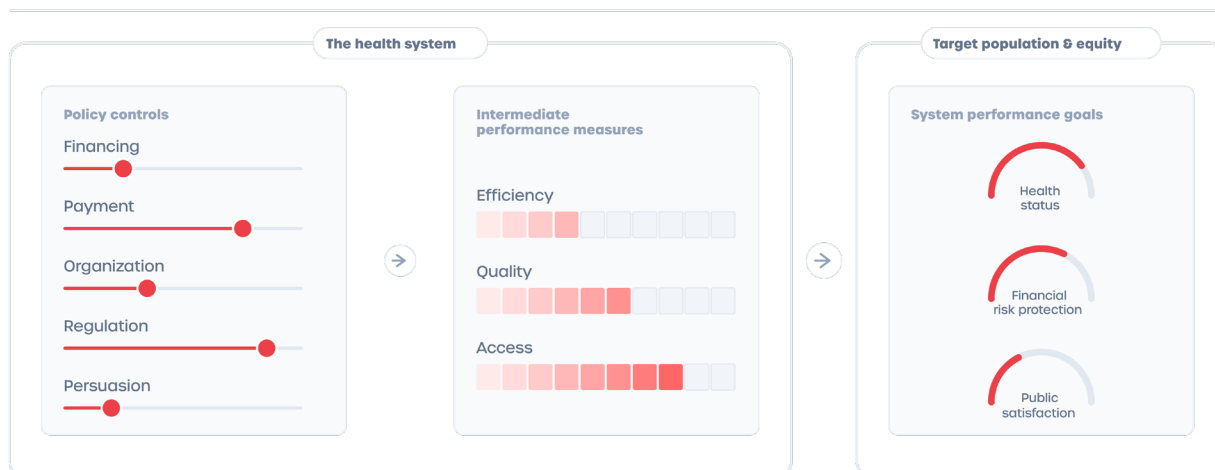 The health system
Target population & equity
Policy controls
Financing
Payment
Organization
Regulation
Persuasion
Intermediate
performance measures
Efficiency
Quality
Access
System performance goals
Health
status
Financial
risk protection
Public
satisfaction